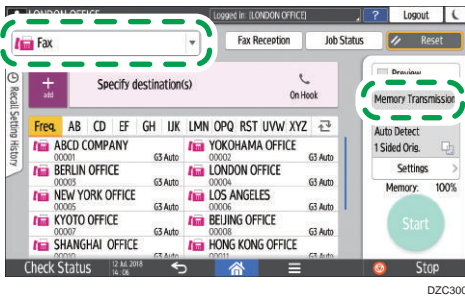 LONDON OFFICE
Logged in: [LONDON OFFICE]
?
Logout
Fax
Fax Reception
Job Status
Reset
Recall Setting History
add
Specify destination(s)
On Hook
Preview
Memory Transmission
Freq. AB CD EF GH IJK LMN OPQ RST UVW XYZ
Auto Detect
1 Sided Orig.
Settings
Memory: 100%
Start
ABCD COMPANY
00001 G3 Auto
YOKOHAMA OFFICE
00002 G3 Auto
BERLIN OFFICE
00003 G3 Auto
LONDON OFFICE
00004 G3 Auto
NEW YORK OFFICE
00005 G3 Auto
LOS ANGELES
00006 G3 Auto
KYOTO OFFICE
00007 G3 Auto
BEIJING OFFICE
00008 G3 Auto
SHANGHAI OFFICE
G3 Auto
HONG KONG OFFICE
00011 G3 Auto
Check Status
12 Jul. 2018
14:06
Stop
DZC300